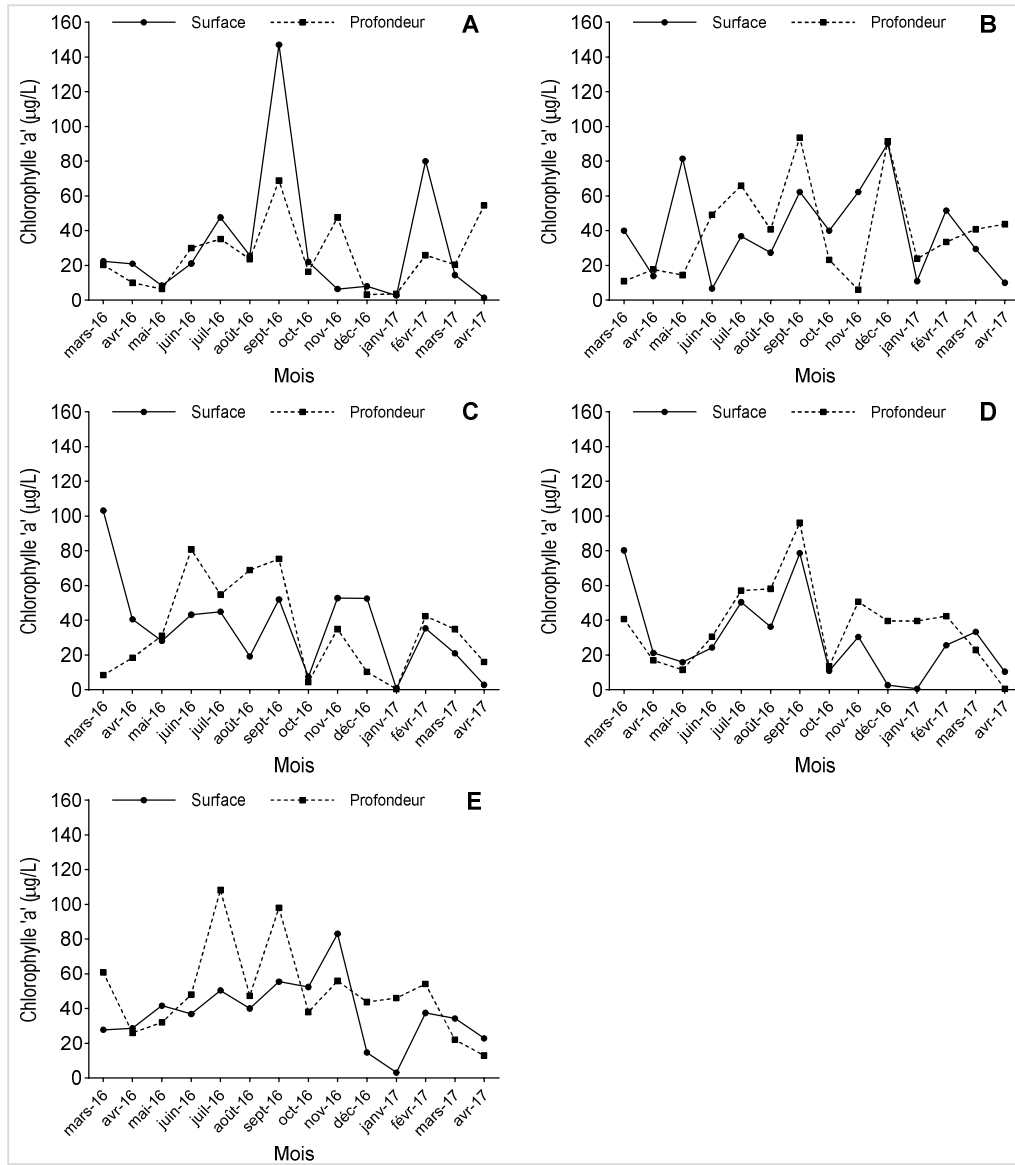 Surface Profondeur A
Chlorophylle 'a' (µg/L)
160
140
120
100
80
60
40
20
0
mars-16 avr-16 mai-16 juin-16 juil-16 août-16 sept-16 oct-16 nov-16 déc-16 janv-17 févr-17 mars-17 avr-17
Mois
Surface Profondeur B
Chlorophylle 'a' (µg/L)
160
140
120
100
80
60
40
20
0
mars-16 avr-16 mai-16 juin-16 juil-16 août-16 sept-16 oct-16 nov-16 déc-16 janv-17 févr-17 mars-17 avr-17
Mois
Surface Profondeur C
Chlorophylle 'a' (µg/L)
160
140
120
100
80
60
40
20
0
mars-16 avr-16 mai-16 juin-16 juil-16 août-16 sept-16 oct-16 nov-16 déc-16 janv-17 févr-17 mars-17 avr-17
Mois
Surface Profondeur D
Chlorophylle 'a' (µg/L)
160
140
120
100
80
60
40
20
0
mars-16 avr-16 mai-16 juin-16 juil-16 août-16 sept-16 oct-16 nov-16 déc-16 janv-17 févr-17 mars-17 avr-17
Mois
Surface Profondeur E
Chlorophylle 'a' (µg/L)
160
140
120
100
80
60
40
20
0
mars-16 avr-16 mai-16 juin-16 juil-16 août-16 sept-16 oct-16 nov-16 déc-16 janv-17 févr-17 mars-17 avr-17
Mois